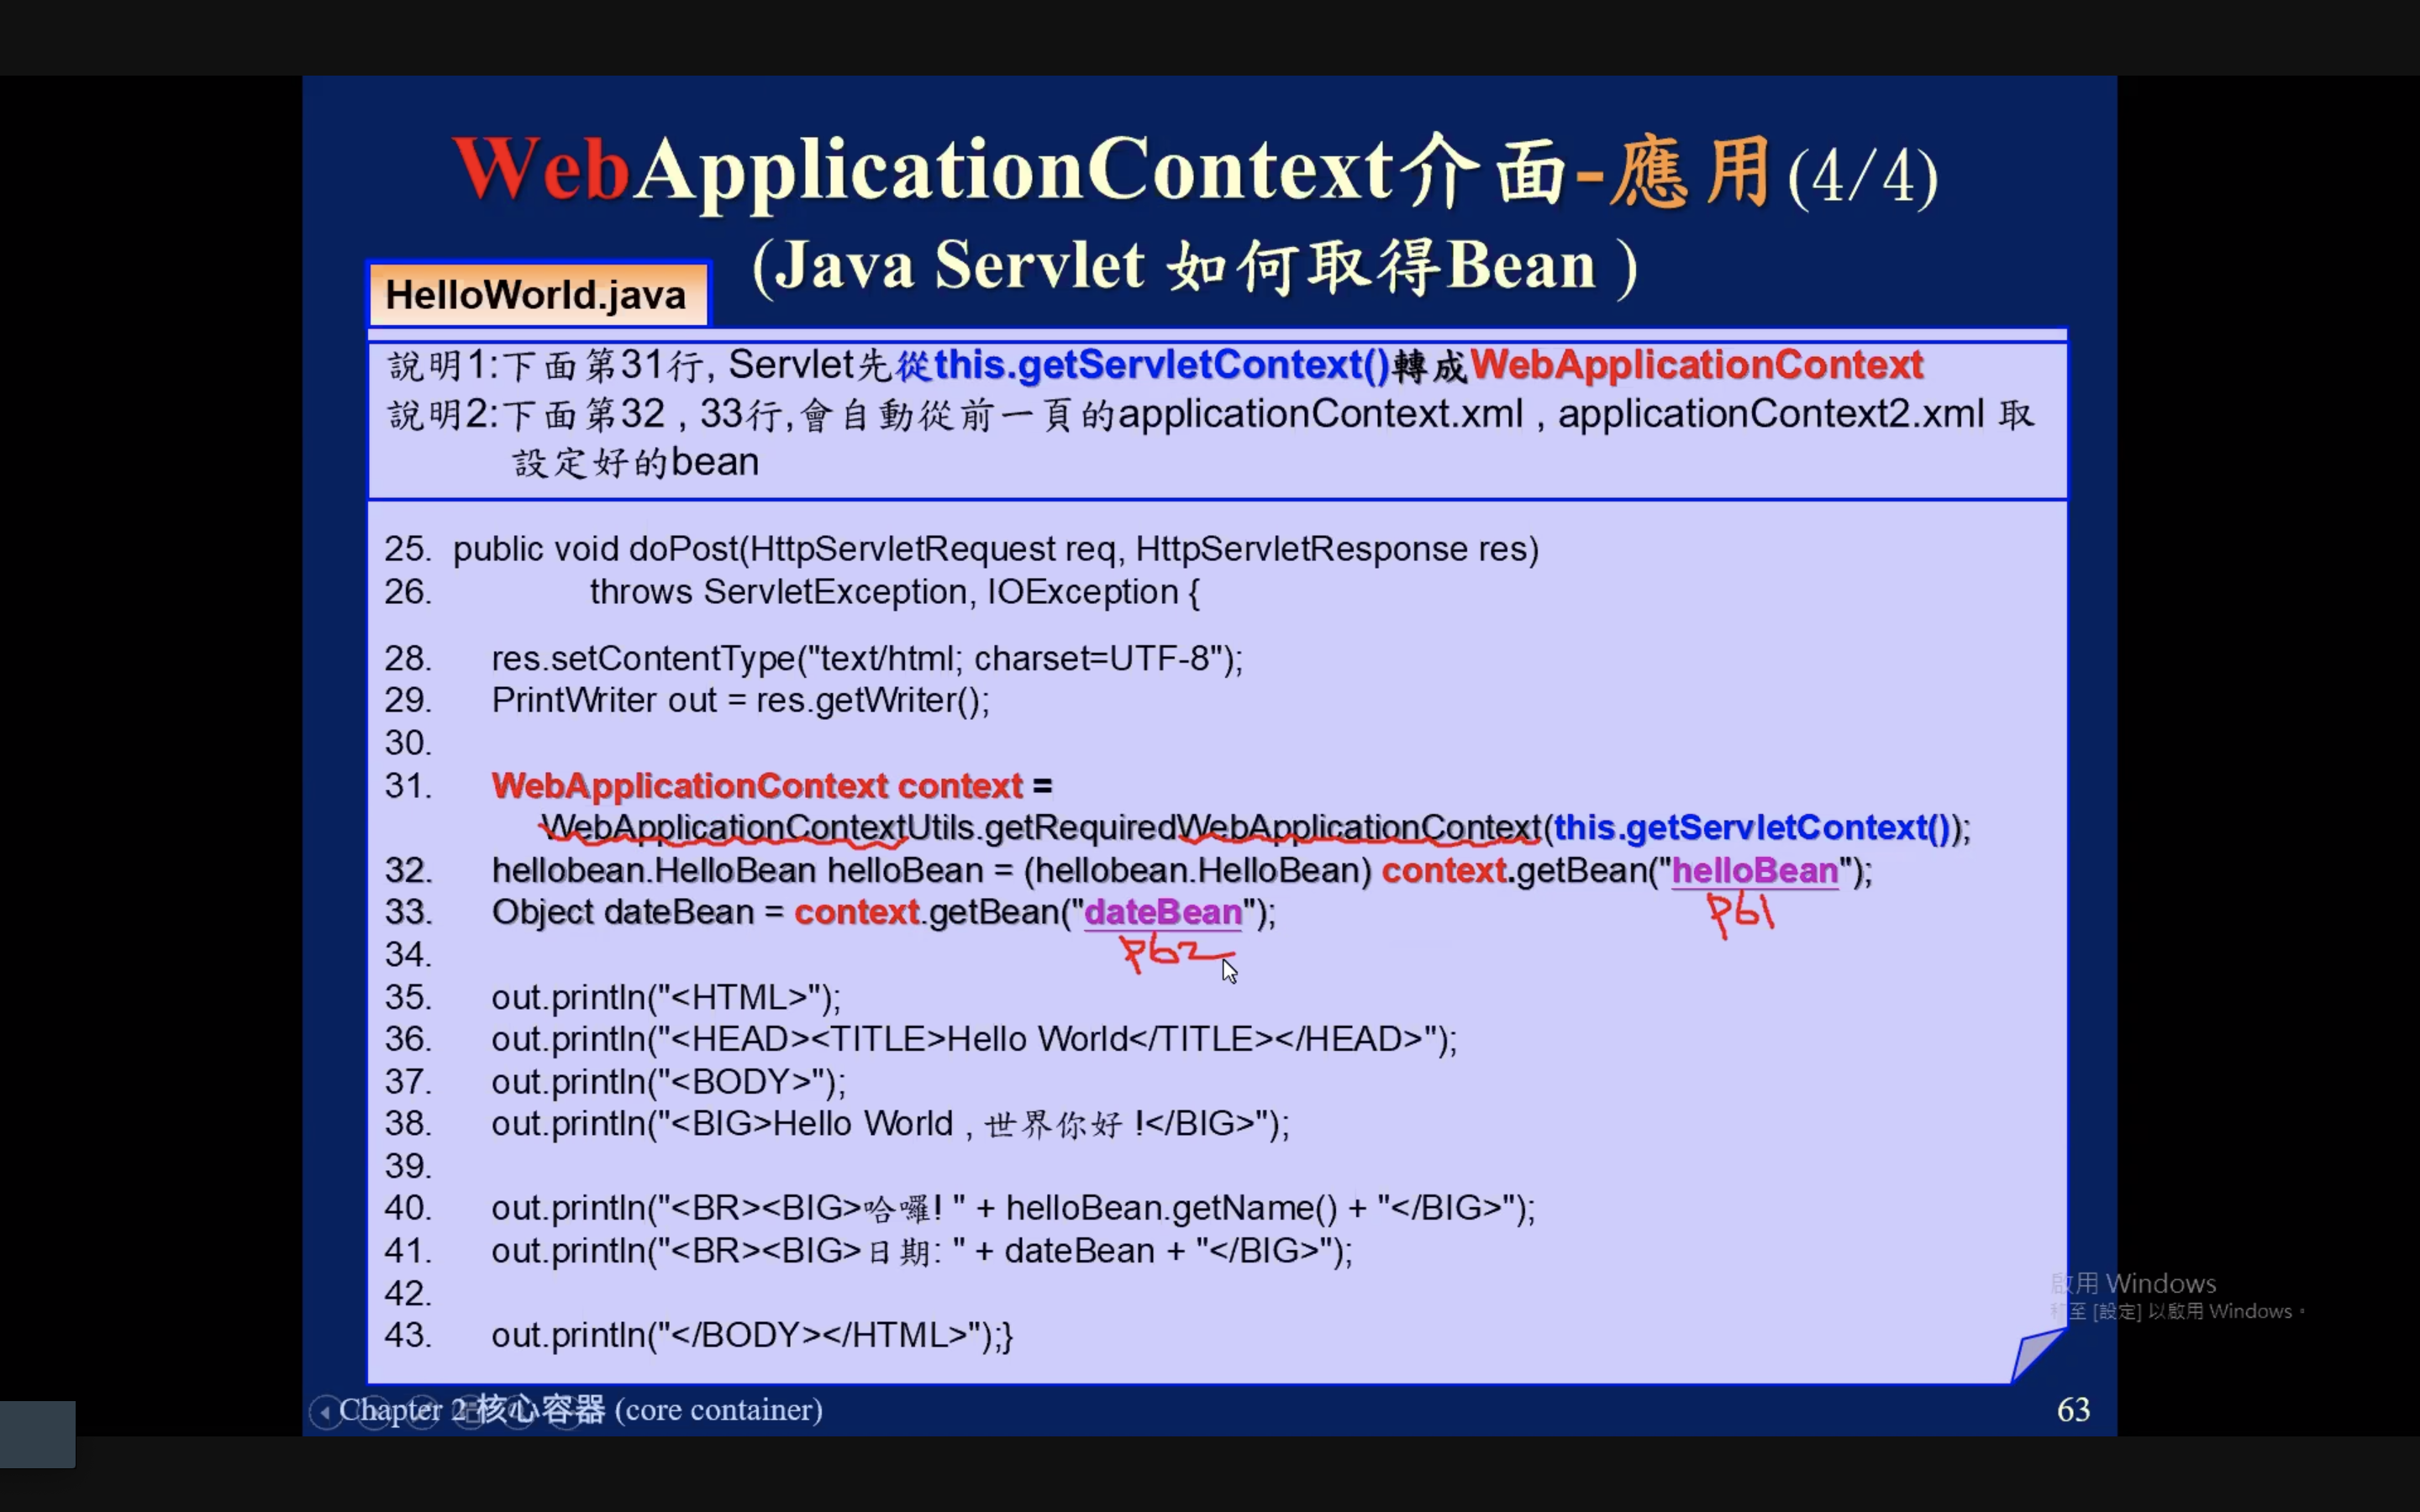 WebApplicationContext介面-應用(4/4)
(Java Servlet 如何取得Bean )
HelloWorld.java
說明1:下面第31行, Servlet先從this.getServletContext()轉成WebApplicationContext
說明2:下面第32 , 33行,會自動從前一頁的applicationContext.xml , applicationContext2.xml 取
設定好的bean
25. public void doPost(HttpServletRequest req, HttpServletResponse res)
26. throws ServletException, IOException {
28. res.setContentType("text/html; charset=UTF-8");
29. PrintWriter out = res.getWriter();
30.
31. WebApplicationContext context =
WebApplicationContextUtils.getRequiredWebApplicationContext(this.getServletContext());
32. hellobean.HelloBean helloBean = (hellobean.HelloBean) context.getBean("helloBean");
33. Object dateBean = context.getBean("dateBean");
P61
34.
P62
35. out.println("<HTML>");
36. out.println("<HEAD><TITLE>Hello World</TITLE></HEAD>");
37. out.println("<BODY>");
38. out.println("<BIG>Hello World , 世界你好 !</BIG>");
39.
40. out.println("<BR><BIG>哈囉! " + helloBean.getName() + "</BIG>");
41. out.println("<BR><BIG>日期: " + dateBean + "</BIG>");
42.
43. out.println("</BODY></HTML>");}
啟用 Windows
移至 [設定] 以啟用 Windows。
Chapter 2 核心容器 (core container)
63